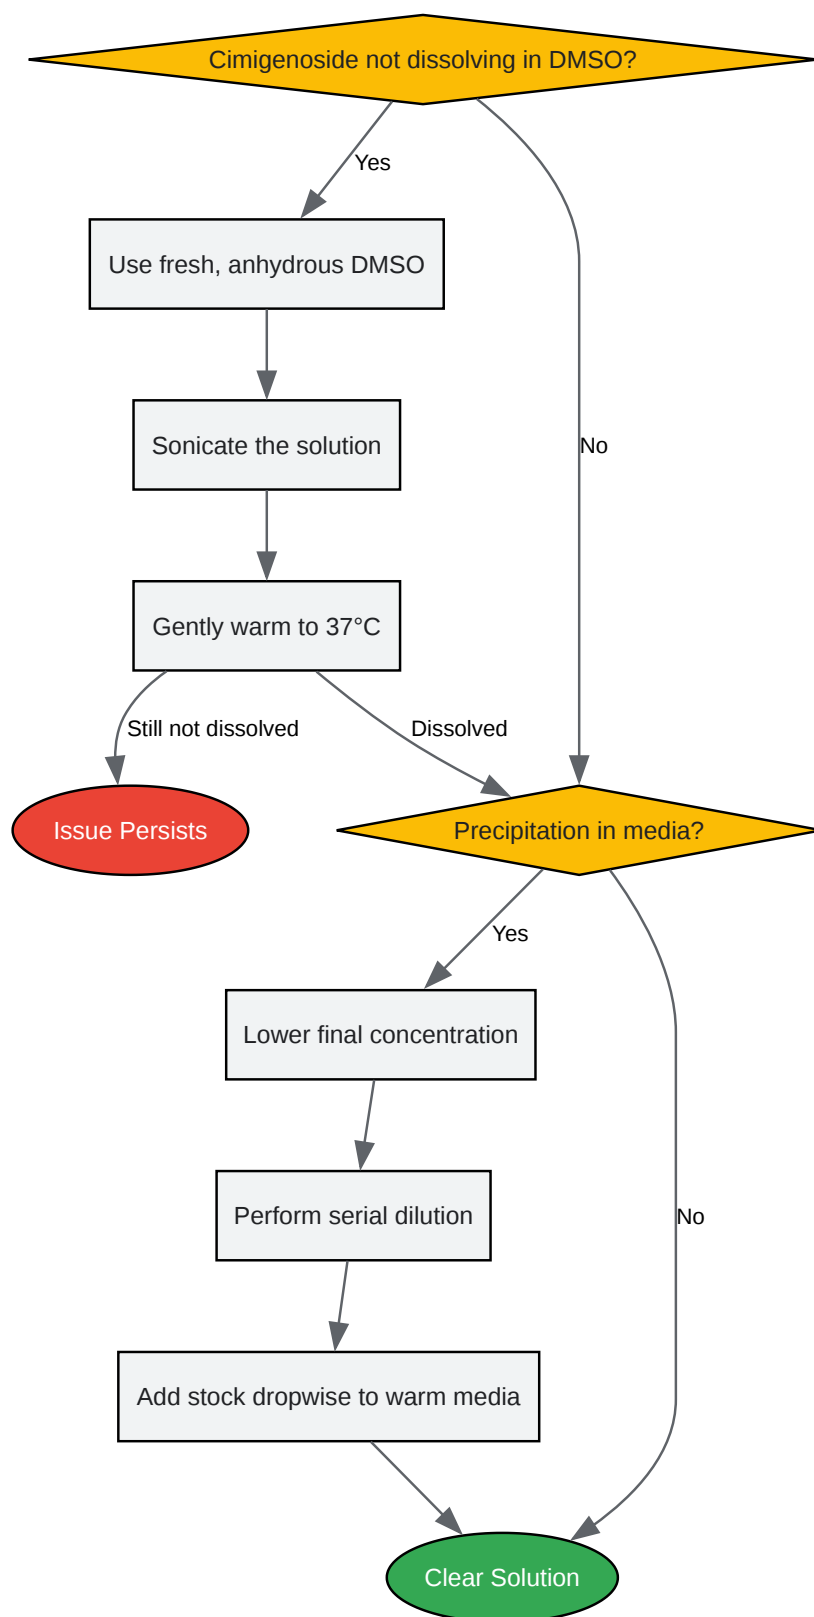 Cimigenoside not dissolving in DMSO?
Yes
Use fresh, anhydrous DMSO
Sonicate the solution
No
Gently warm to 37°C
Still not dissolved
Dissolved
Issue Persists
Precipitation in media?
Yes
Lower final concentration
Perform serial dilution
No
Add stock dropwise to warm media
Clear Solution